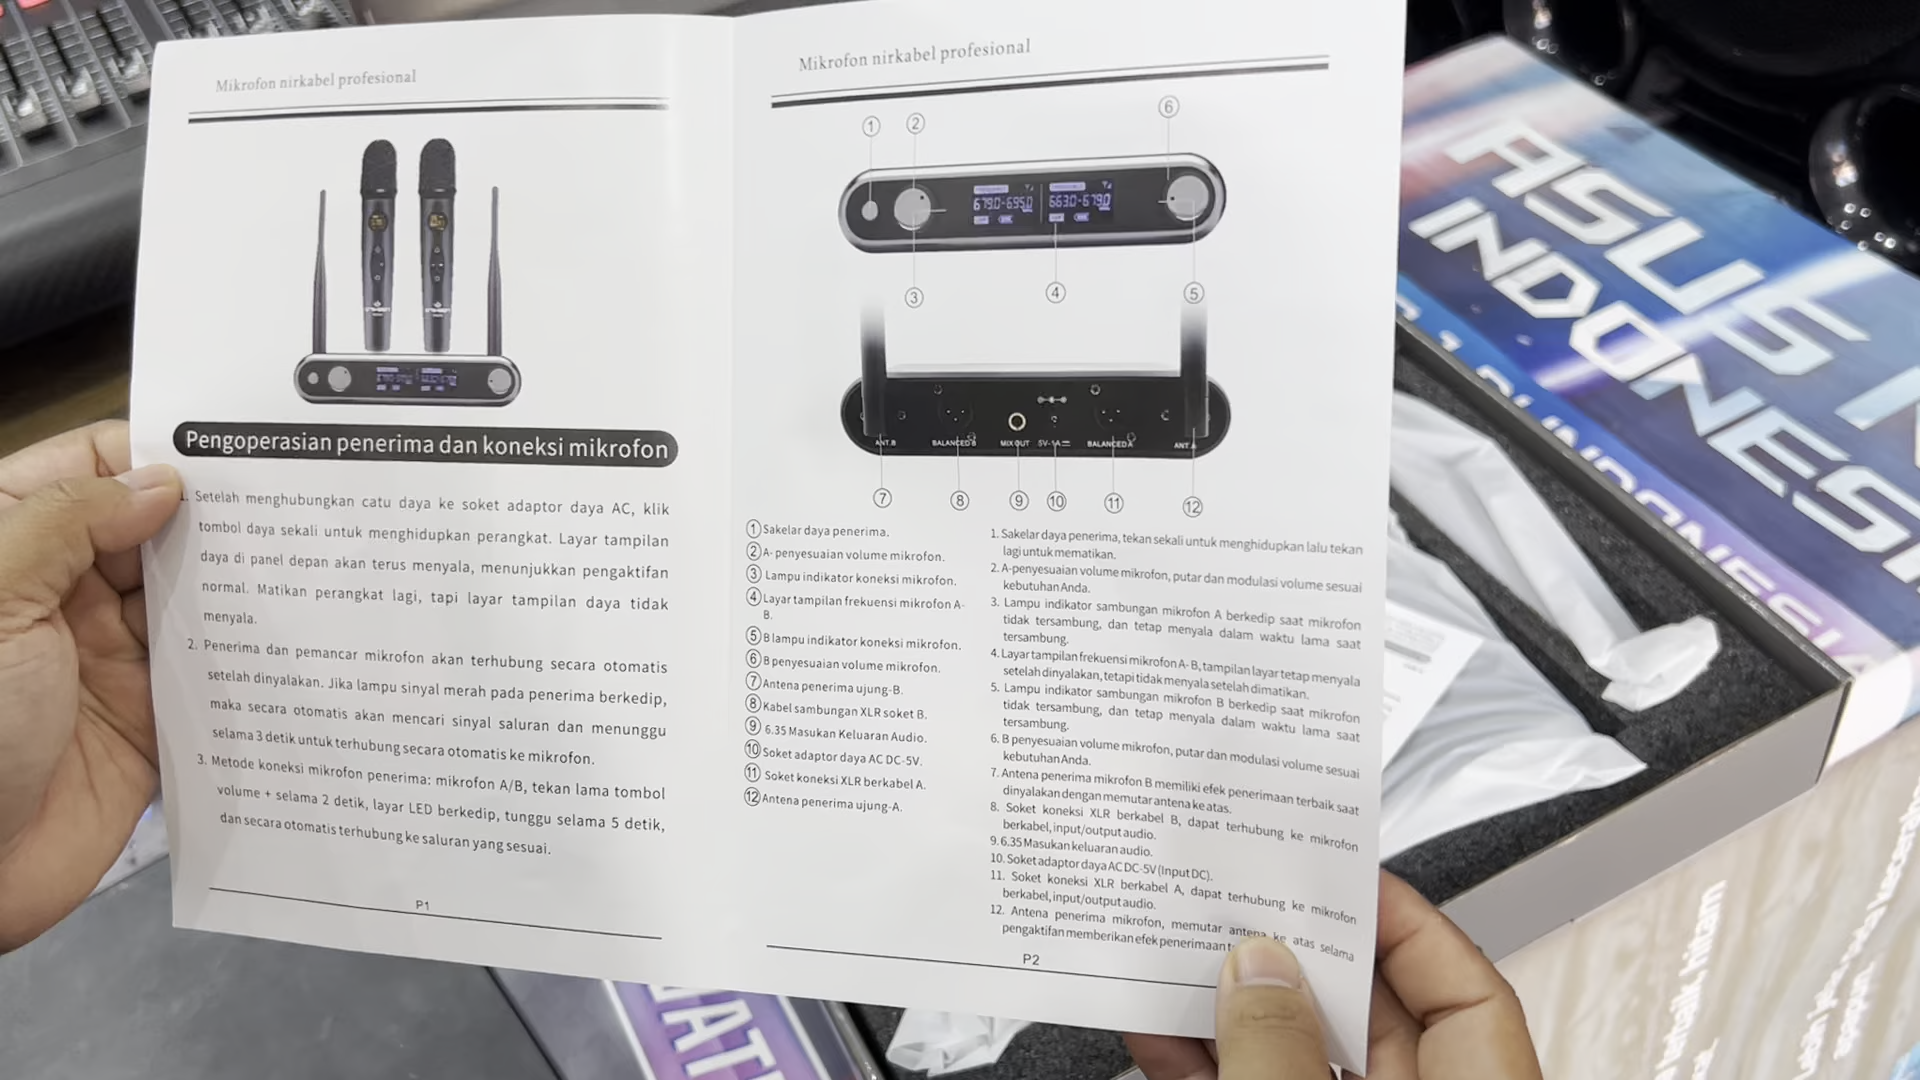 Mikrofon nirkabel profesional
Pengoperasian penerima dan koneksi mikrofon
1. Setelah menghubungkan catu daya ke soket adaptor daya AC, klik
tombol daya sekali untuk menghidupkan perangkat. Layar tampilan
daya di panel depan akan terus menyala, menunjukkan pengaktifan
normal. Matikan perangkat lagi, tapi layar tampilan daya tidak
menyala.
2. Penerima dan pemancar mikrofon akan terhubung secara otomatis
setelah dinyalakan. Jika lampu sinyal merah pada penerima berkedip,
maka secara otomatis akan mencari sinyal saluran dan menunggu
selama 3 detik untuk terhubung secara otomatis ke mikrofon.
3. Metode koneksi mikrofon penerima: mikrofon A/B, tekan lama tombol
volume + selama 2 detik, layar LED berkedip, tunggu selama 5 detik,
dan secara otomatis terhubung ke saluran yang sesuai.
P1
Mikrofon nirkabel profesional
① ② ⑥
679.0-695.0 663.0-679.0
③ ④ ⑤
ANT.B BALANCED B MIX OUT 5V-1A BALANCED A ANT.A
⑦ ⑧ ⑨ ⑩ ⑪ ⑫
① Sakelar daya penerima.
② A- penyesuaian volume mikrofon.
③ Lampu indikator koneksi mikrofon.
④ Layar tampilan frekuensi mikrofon A-
B.
⑤ B lampu indikator koneksi mikrofon.
⑥ B penyesuaian volume mikrofon.
⑦ Antena penerima ujung-B.
⑧ Kabel sambungan XLR soket B.
⑨ 6.35 Masukan Keluaran Audio.
⑩ Soket adaptor daya AC DC-5V.
⑪ Soket koneksi XLR berkabel A.
⑫ Antena penerima ujung-A.
1. Sakelar daya penerima, tekan sekali untuk menghidupkan lalu tekan
lagi untuk mematikan.
2. A-penyesuaian volume mikrofon, putar dan modulasi volume sesuai
kebutuhan Anda.
3. Lampu indikator sambungan mikrofon A berkedip saat mikrofon
tidak tersambung, dan tetap menyala dalam waktu lama saat
tersambung.
4. Layar tampilan frekuensi mikrofon A- B, tampilan layar tetap menyala
setelah dinyalakan, tetapi tidak menyala setelah dimatikan.
5. Lampu indikator sambungan mikrofon B berkedip saat mikrofon
tidak tersambung, dan tetap menyala dalam waktu lama saat
tersambung.
6. B penyesuaian volume mikrofon, putar dan modulasi volume sesuai
kebutuhan Anda.
7. Antena penerima mikrofon B memiliki efek penerimaan terbaik saat
dinyalakan dengan memutar antena ke atas.
8. Soket koneksi XLR berkabel B, dapat terhubung ke mikrofon
berkabel, input/output audio.
9. 6.35 Masukan keluaran audio.
10. Soket adaptor daya AC DC-5V (Input DC).
11. Soket koneksi XLR berkabel A, dapat terhubung ke mikrofon
berkabel, input/output audio.
12. Antena penerima mikrofon, memutar antena ke atas selama
pengaktifan memberikan efek penerimaan
P2
ASUS
INDONESI